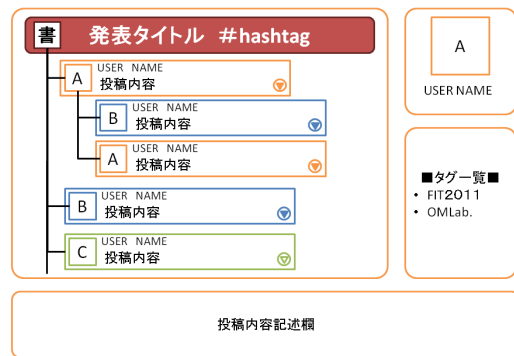 書 発表タイトル #hashtag
A
USER NAME
投稿内容
B
USER NAME
投稿内容
A
USER NAME
投稿内容
B
USER NAME
投稿内容
C
USER NAME
投稿内容
A
USER NAME
■タグ一覧■
• FIT2011
• OMLab.
投稿内容記述欄